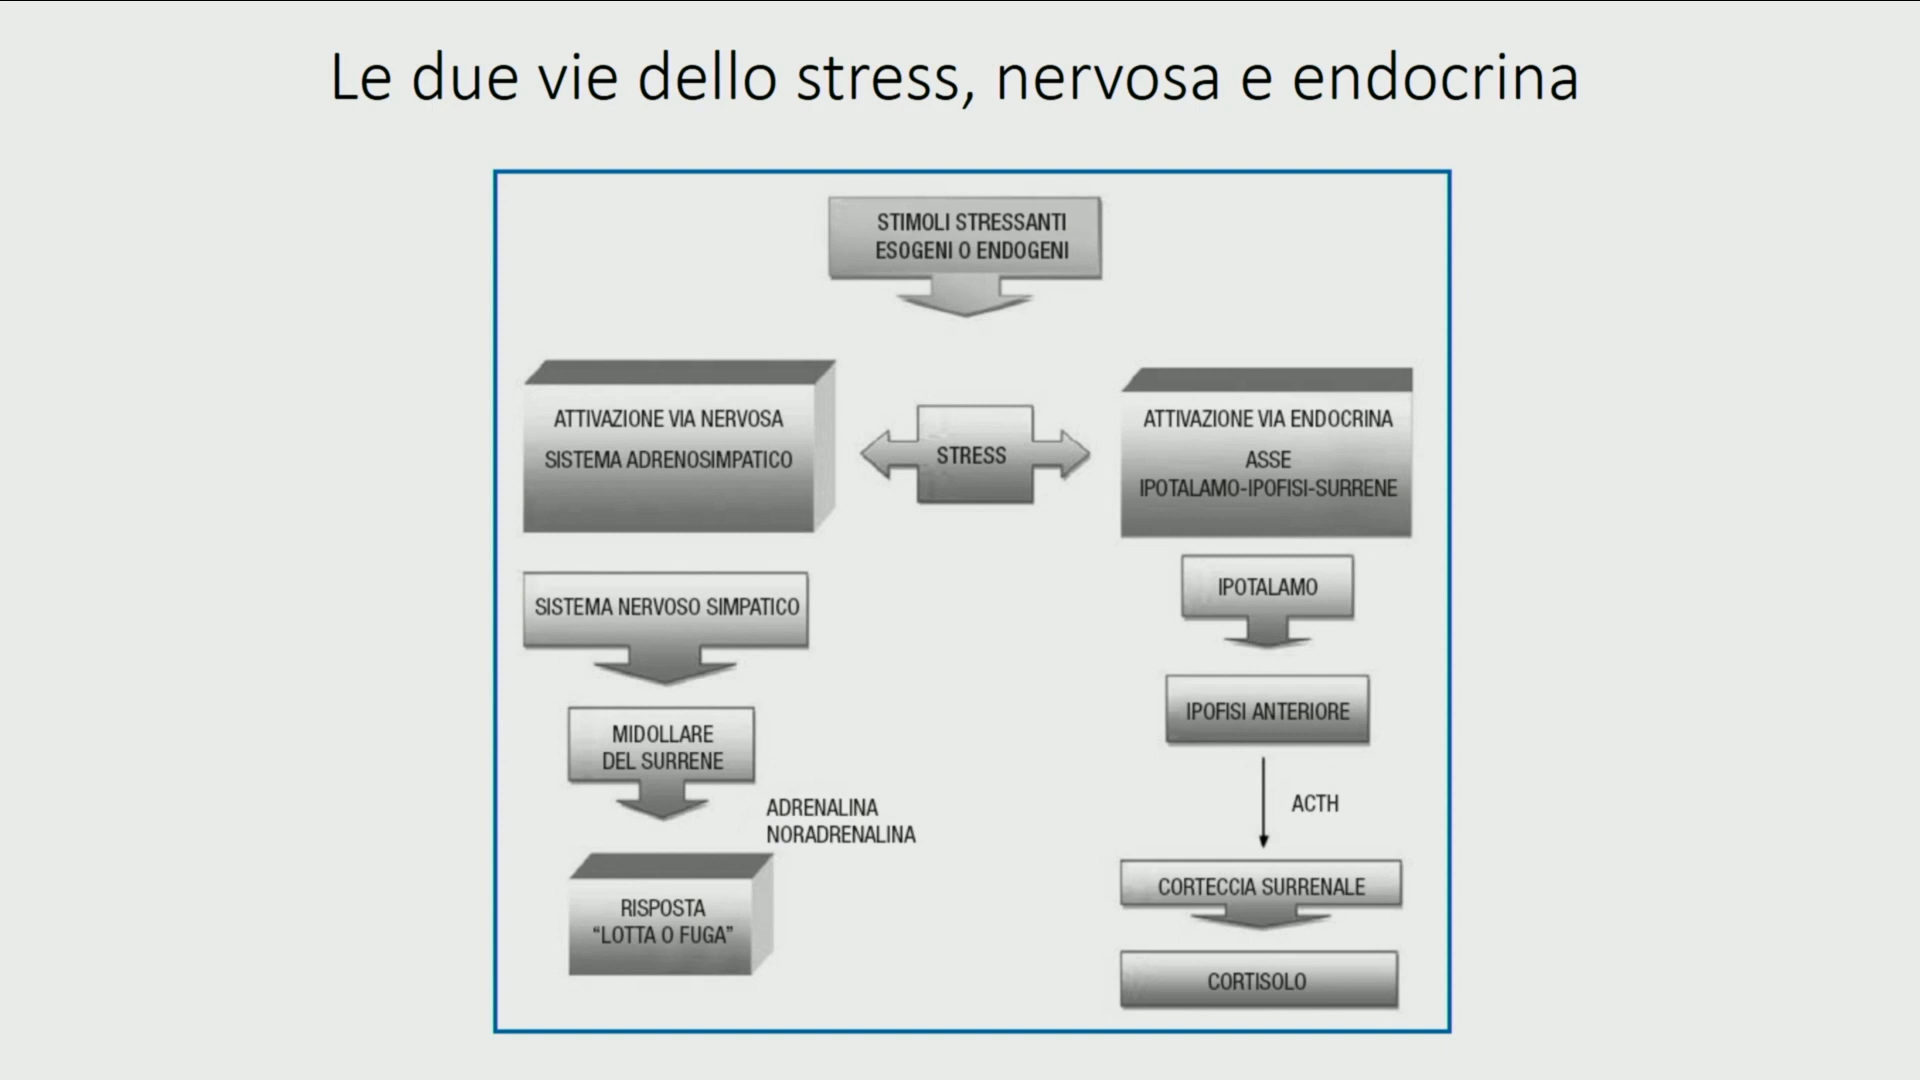 Le due vie dello stress, nervosa e endocrina
STIMOLI STRESSANTI
ESOGENI O ENDOGENI
ATTIVAZIONE VIA NERVOSA
SISTEMA ADRENOSIMPATICO
STRESS
ATTIVAZIONE VIA ENDOCRINA
ASSE
IPOTALAMO-IPOFISI-SURRENE
SISTEMA NERVOSO SIMPATICO
MIDOLLARE
DEL SURRENE
ADRENALINA
NORADRENALINA
RISPOSTA
“LOTTA O FUGA”
IPOTALAMO
IPOFISI ANTERIORE
ACTH
CORTECCIA SURRENALE
CORTISOLO